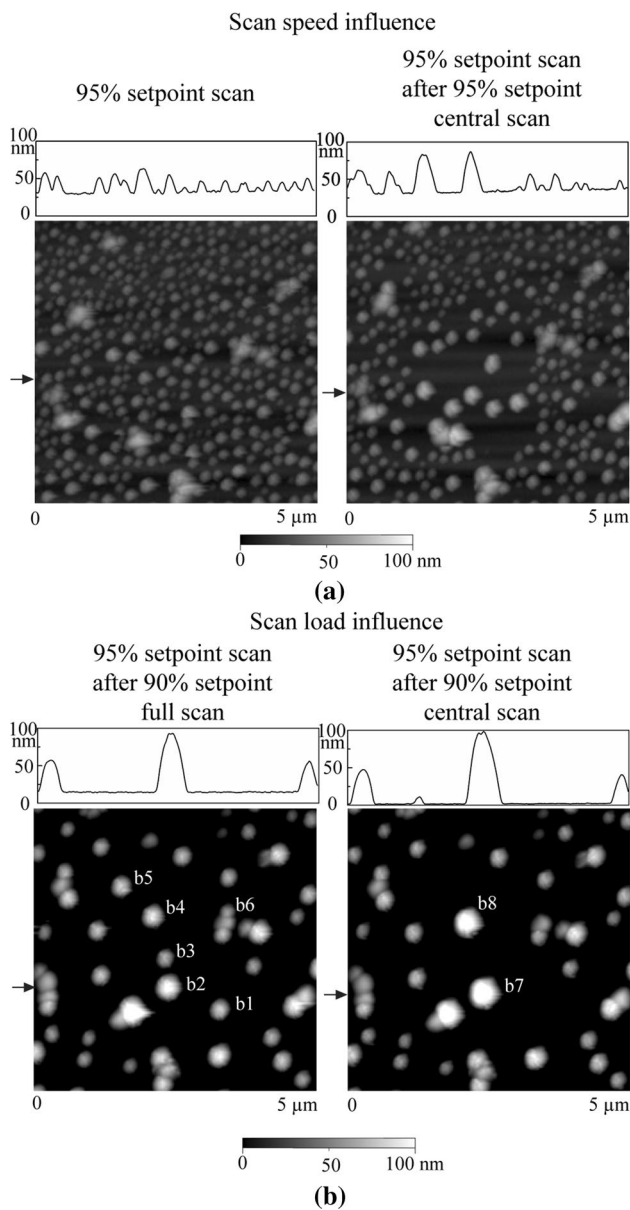 Scan speed influence
95% setpoint scan
95% setpoint scan
after 95% setpoint
central scan
100
nm
50
0
100
nm
50
0
0
5 µm
0
5 µm
0
50
100 nm
(a)
Scan load influence
95% setpoint scan
after 90% setpoint
full scan
95% setpoint scan
after 90% setpoint
central scan
100
nm
50
0
100
nm
50
0
b5
b4
b6
b3
b2
b1
b8
b7
0
5 µm
0
5 µm
0
50
100 nm
(b)